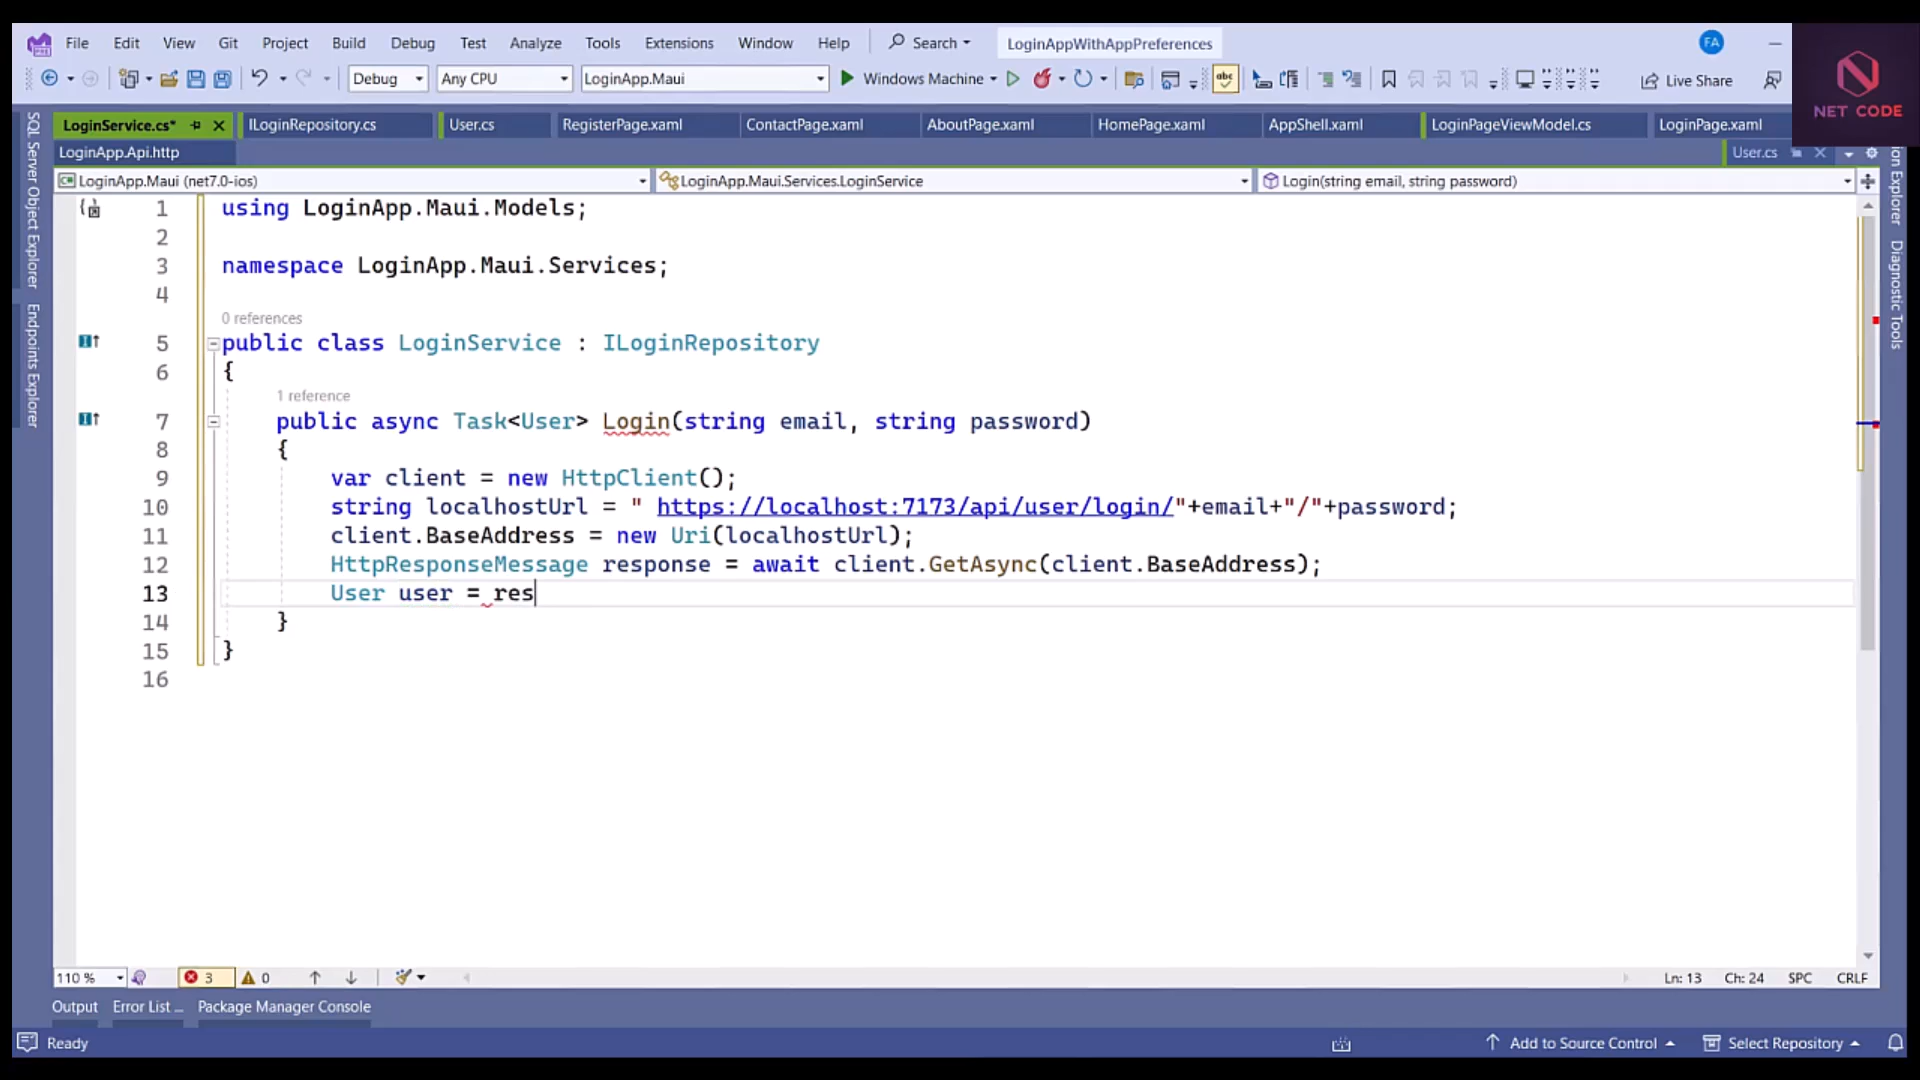 File Edit View Git Project Build Debug Test Analyze Tools Extensions Window Help Search LoginAppWithAppPreferences FA
Debug Any CPU LoginApp.Maui Windows Machine abc Live Share
NET CODE
LoginService.cs* ILoginRepository.cs User.cs RegisterPage.xaml ContactPage.xaml AboutPage.xaml HomePage.xaml AppShell.xaml LoginPageViewModel.cs LoginPage.xaml
LoginApp.Api.http User.cs
LoginApp.Maui (net7.0-ios) LoginApp.Maui.Services.LoginService Login(string email, string password)
SQL Server Object Explorer
Endpoints Explorer
ion Explorer
Diagnostic Tools
1 using LoginApp.Maui.Models;
2
3 namespace LoginApp.Maui.Services;
4
0 references
5 public class LoginService : ILoginRepository
6 {
1 reference
7 public async Task<User> Login(string email, string password)
8 {
9 var client = new HttpClient();
10 string localhostUrl = " https://localhost:7173/api/user/login/"+email+"/"+password;
11 client.BaseAddress = new Uri(localhostUrl);
12 HttpResponseMessage response = await client.GetAsync(client.BaseAddress);
13 User user = res
14 }
15 }
16
110 % 3 0 Ln: 13 Ch: 24 SPC CRLF
Output Error List ... Package Manager Console
Ready Add to Source Control Select Repository